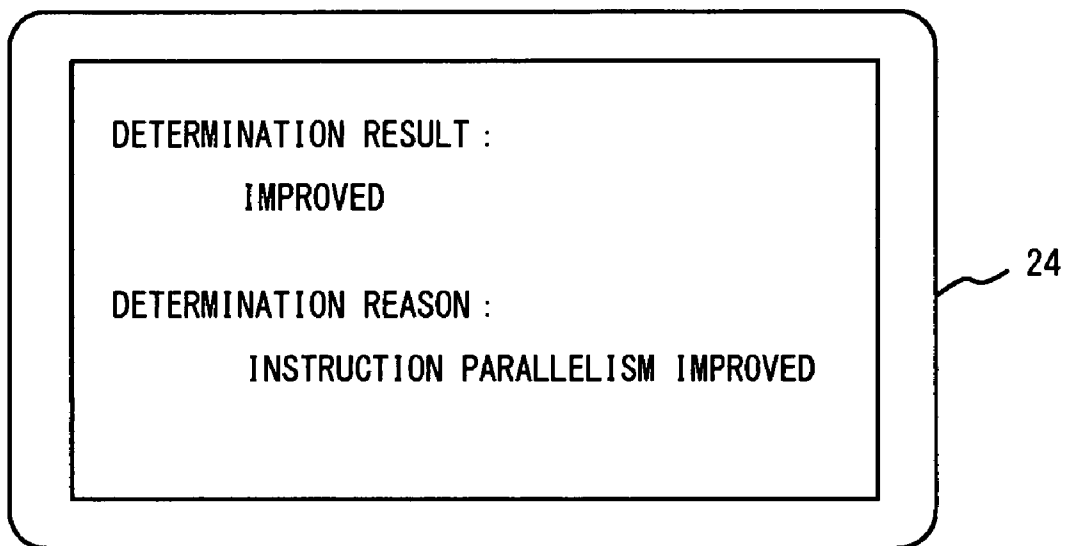 DETERMINATION RESULT :
IMPROVED
DETERMINATION REASON :
INSTRUCTION PARALLELISM IMPROVED
24